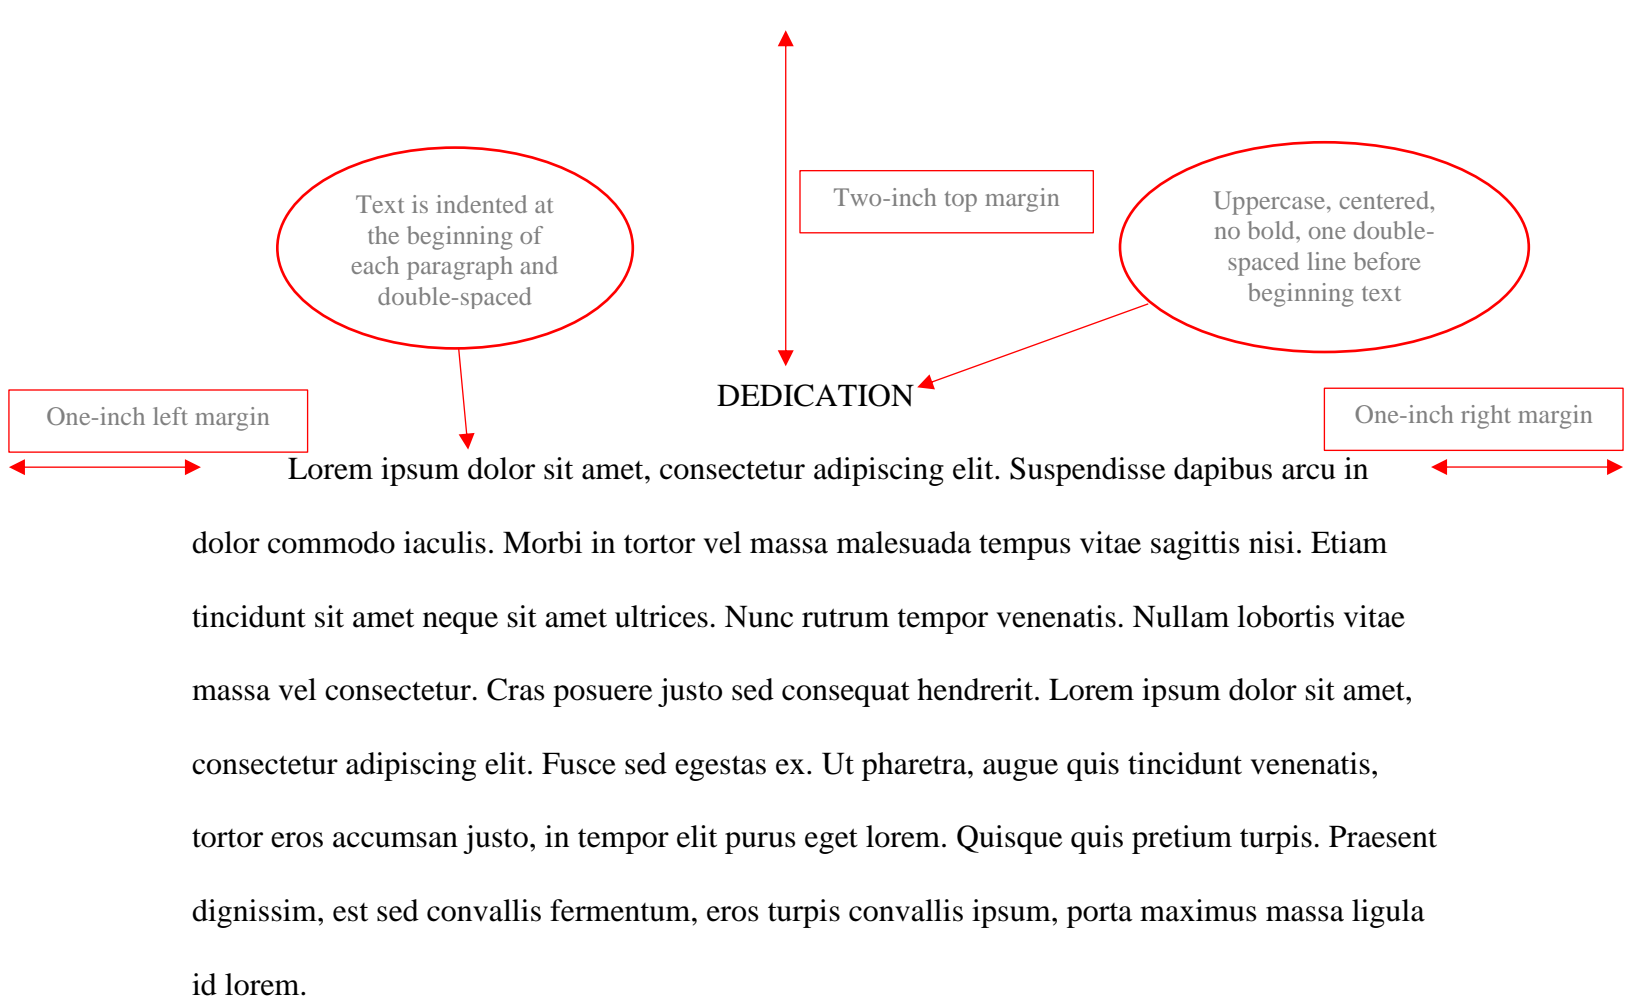 Text is indented at
the beginning of
each paragraph and
double-spaced
Two-inch top margin
Uppercase, centered,
no bold, one double-
spaced line before
beginning text
DEDICATION
One-inch left margin
One-inch right margin
Lorem ipsum dolor sit amet, consectetur adipiscing elit. Suspendisse dapibus arcu in
dolor commodo iaculis. Morbi in tortor vel massa malesuada tempus vitae sagittis nisi. Etiam
tincidunt sit amet neque sit amet ultrices. Nunc rutrum tempor venenatis. Nullam lobortis vitae
massa vel consectetur. Cras posuere justo sed consequat hendrerit. Lorem ipsum dolor sit amet,
consectetur adipiscing elit. Fusce sed egestas ex. Ut pharetra, augue quis tincidunt venenatis,
tortor eros accumsan justo, in tempor elit purus eget lorem. Quisque quis pretium turpis. Praesent
dignissim, est sed convallis fermentum, eros turpis convallis ipsum, porta maximus massa ligula
id lorem.